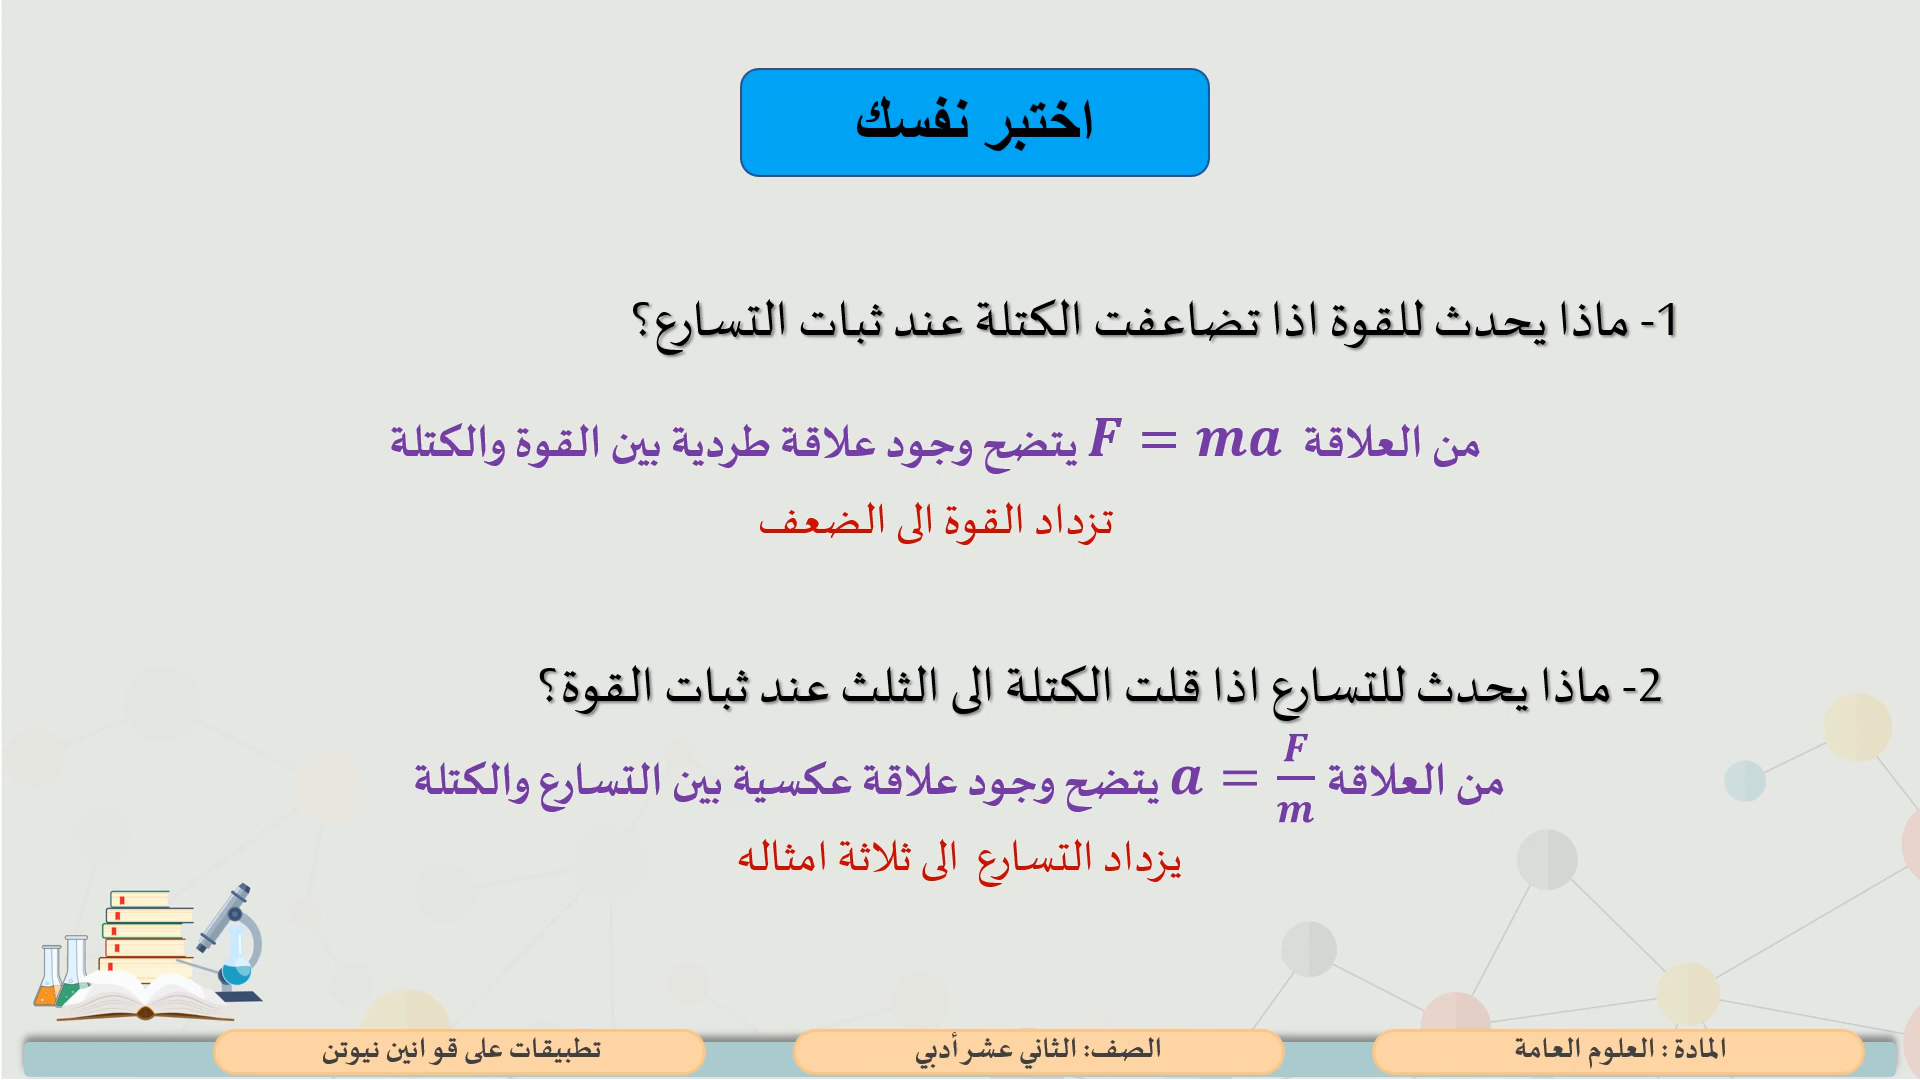 اختبر نفسك
1- ماذا يحدث للقوة اذا تضاعفت الكتلة عند ثبات التسارع؟
من العلاقة F = ma يتضح وجود علاقة طردية بين القوة والكتلة
تزداد القوة الى الضعف
2- ماذا يحدث للتسارع اذا قلت الكتلة الى الثلث عند ثبات القوة؟
من العلاقة a = F/m يتضح وجود علاقة عكسية بين التسارع والكتلة
يزداد التسارع الى ثلاثة امثاله
المادة : العلوم العامة
الصف: الثاني عشر أدبي
تطبيقات على قوانين نيوتن